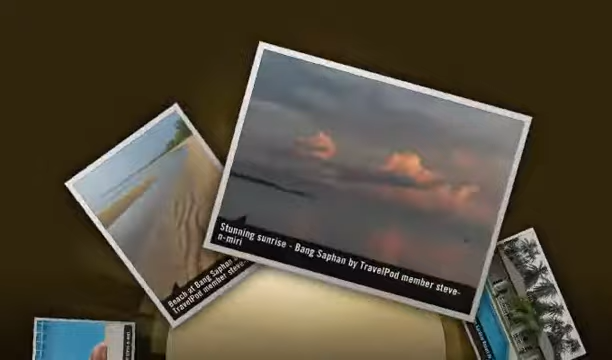 Stunning sunrise - Bang Saphan by TravelPod member steve-
n-miri
Beach at Bang Saphan
TravelPod member steve-